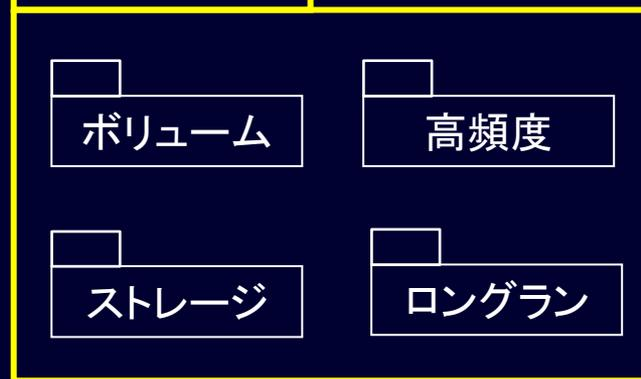 ボリューム
高頻度
ストレージ
ロングラン